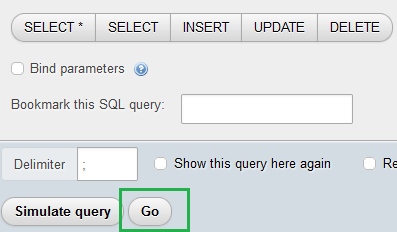 SELECT * SELECT INSERT UPDATE DELETE
Bind parameters
Bookmark this SQL query:
Delimiter ; Show this query here again Re
Simulate query Go